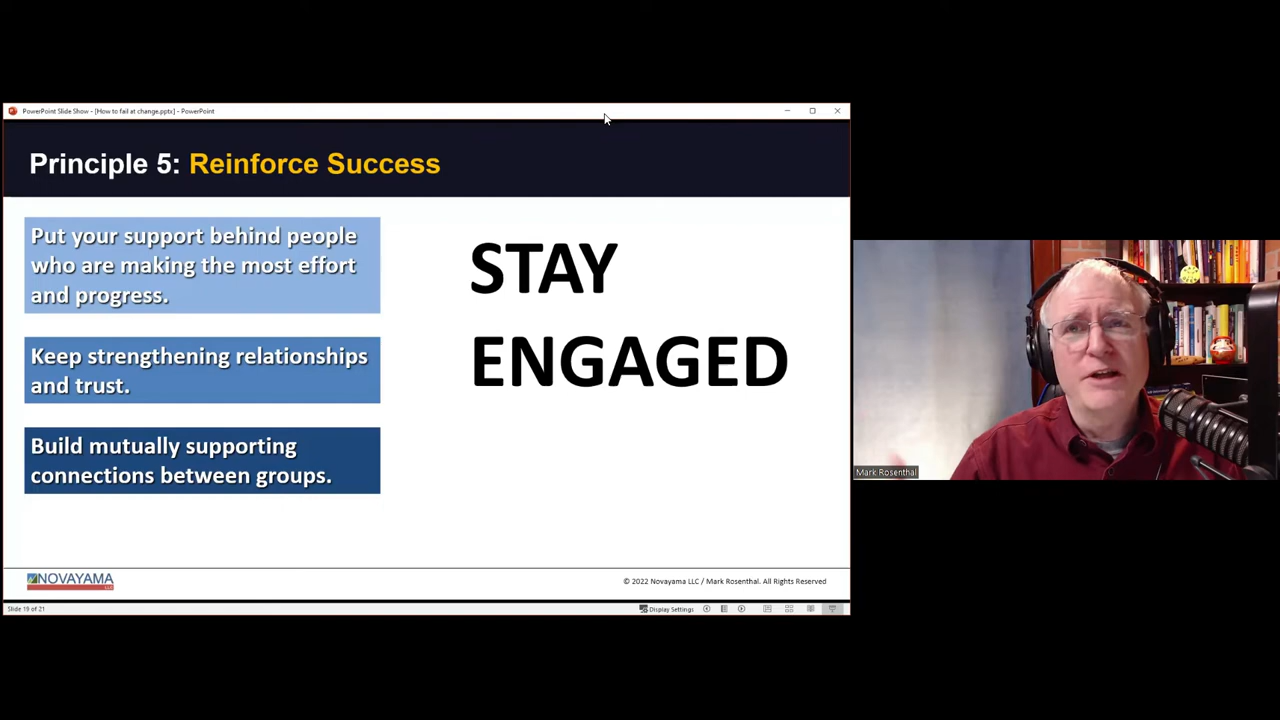 PowerPoint Slide Show - [How to fail at change.pptx] - PowerPoint
Principle 5: Reinforce Success
Put your support behind people
who are making the most effort
and progress.
Keep strengthening relationships
and trust.
Build mutually supporting
connections between groups.
STAY
ENGAGED
NOVAYAMA
LLC
© 2022 Novayama LLC / Mark Rosenthal. All Rights Reserved
Slide 19 of 21
Display Settings
Mark Rosenthal